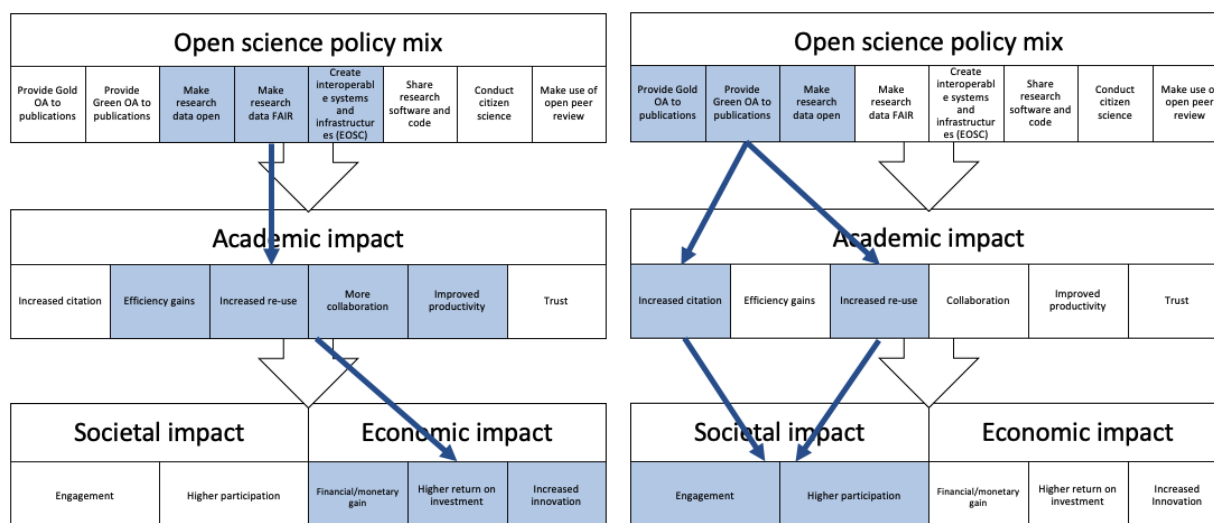 Open science policy mix
Provide Gold
OA to
publications
Provide
Green OA to
publications
Make
research
data open
Make
research
data FAIR
Create
interoperabl
e systems
and
infrastructur
es (EOSC)
Share
research
software and
code
Conduct
citizen
science
Make use of
open peer
review
Academic impact
Increased citation
Efficiency gains
Increased re-use
More
collaboration
Improved
productivity
Trust
Societal impact
Economic impact
Engagement
Higher participation
Financial/monetary
gain
Higher return on
investment
Increased
innovation
Open science policy mix
Provide Gold
OA to
publications
Provide
Green OA to
publications
Make
research
data open
Make
research
data FAIR
Create
interoperabl
e systems
and
infrastructur
es (EOSC)
Share
research
software and
code
Conduct
citizen
science
Make use of
open peer
review
Academic impact
Increased citation
Efficiency gains
Increased re-use
Collaboration
Improved
productivity
Trust
Societal impact
Economic impact
Engagement
Higher participation
Financial/monetary
gain
Higher return on
investment
Increased
Innovation